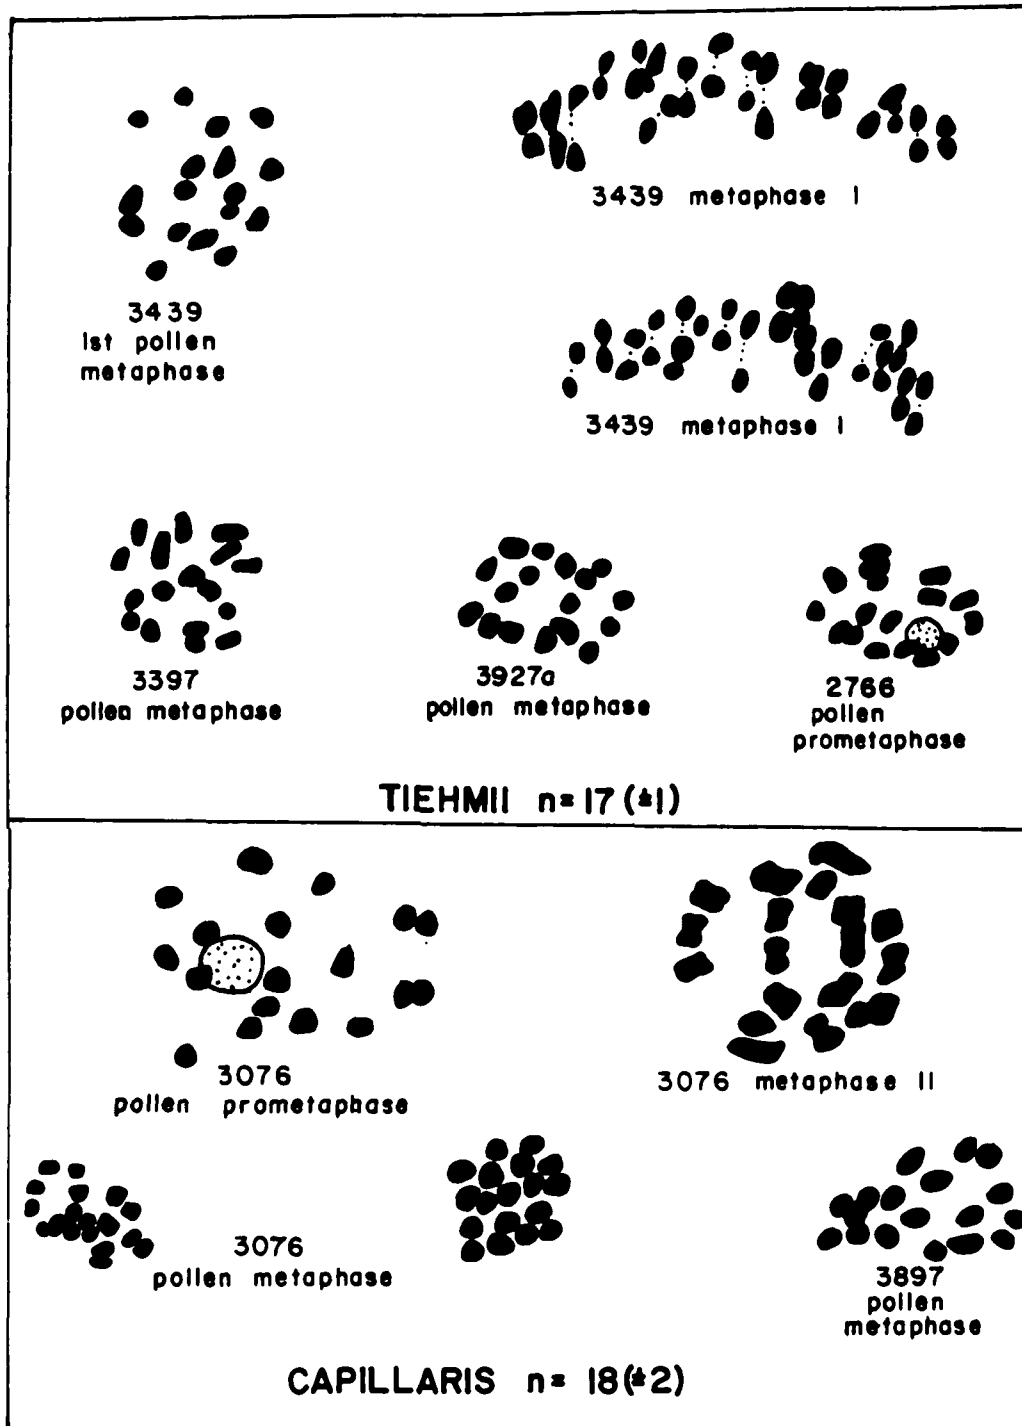 3439 metaphase I
3439
1st pollen
metaphase
3439 metaphase I
3397
pollen metaphase
3927a
pollen metaphase
2766
pollen
prometaphase
TIEHMII n=17(±1)
3076
pollen prometaphase
3076 metaphase II
3076
pollen metaphase
3897
pollen
metaphase
CAPILLARIS n= 18(±2)